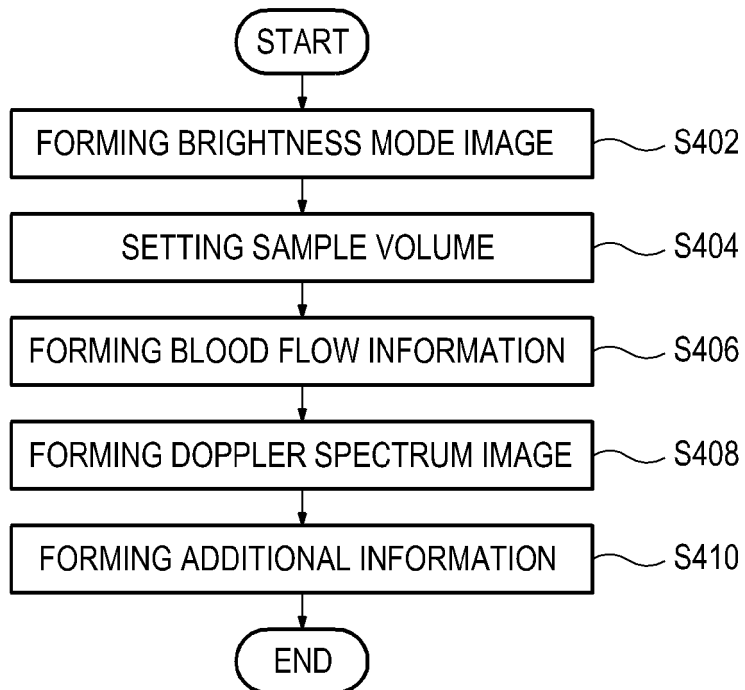 START
FORMING BRIGHTNESS MODE IMAGE
S402
SETTING SAMPLE VOLUME
S404
FORMING BLOOD FLOW INFORMATION
S406
FORMING DOPPLER SPECTRUM IMAGE
S408
FORMING ADDITIONAL INFORMATION
S410
END